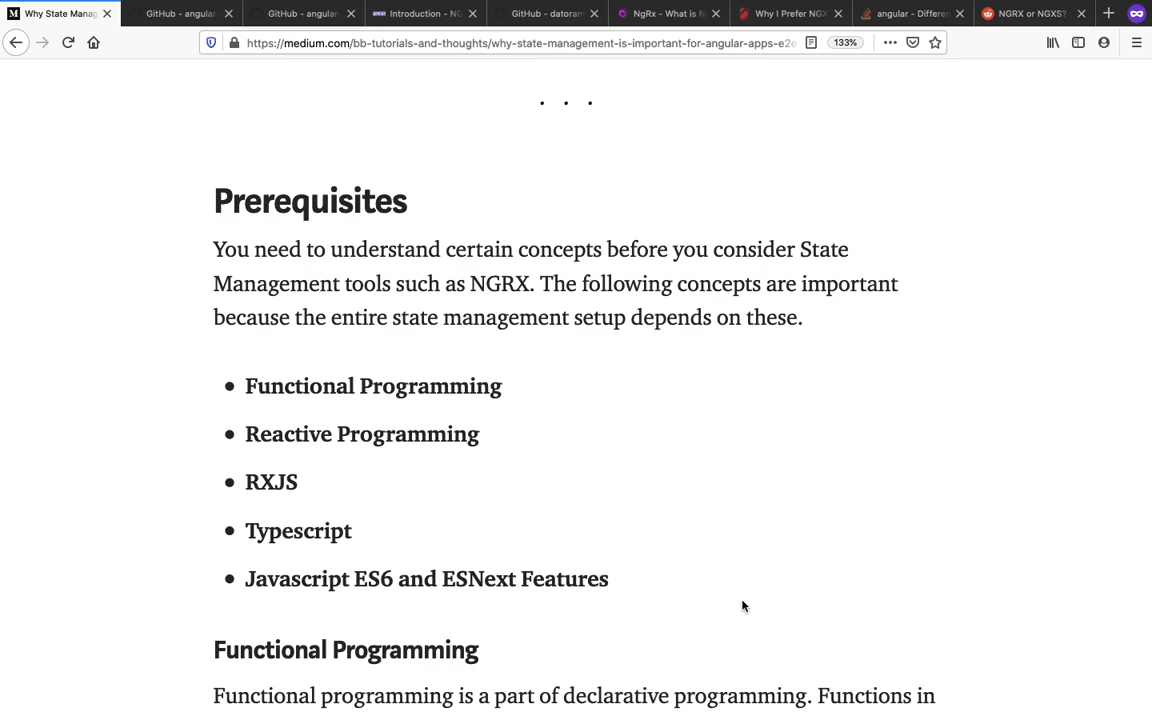 Why State Manag
GitHub - angular
GitHub - angular-
Introduction - NG
GitHub - datoram
NgRx - What is N
Why I Prefer NGX
angular - Differen
NGRX or NGXS?
https://medium.com/bb-tutorials-and-thoughts/why-state-management-is-important-for-angular-apps-e2e
133%
. . .
Prerequisites
You need to understand certain concepts before you consider State
Management tools such as NGRX. The following concepts are important
because the entire state management setup depends on these.
• Functional Programming
• Reactive Programming
• RXJS
• Typescript
• Javascript ES6 and ESNext Features
Functional Programming
Functional programming is a part of declarative programming. Functions in